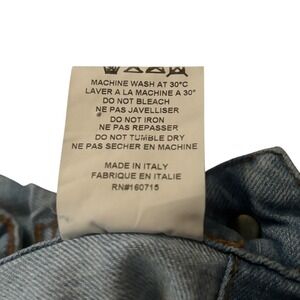 MACHINE WASH AT 30°C
LAVER A LA MACHINE A 30°
DO NOT BLEACH
NE PAS JAVELLISER
DO NOT IRON
NE PAS REPASSER
DO NOT TUMBLE DRY
NE PAS SECHER EN MACHINE
MADE IN ITALY
FABRIQUE EN ITALIE
RN#160715